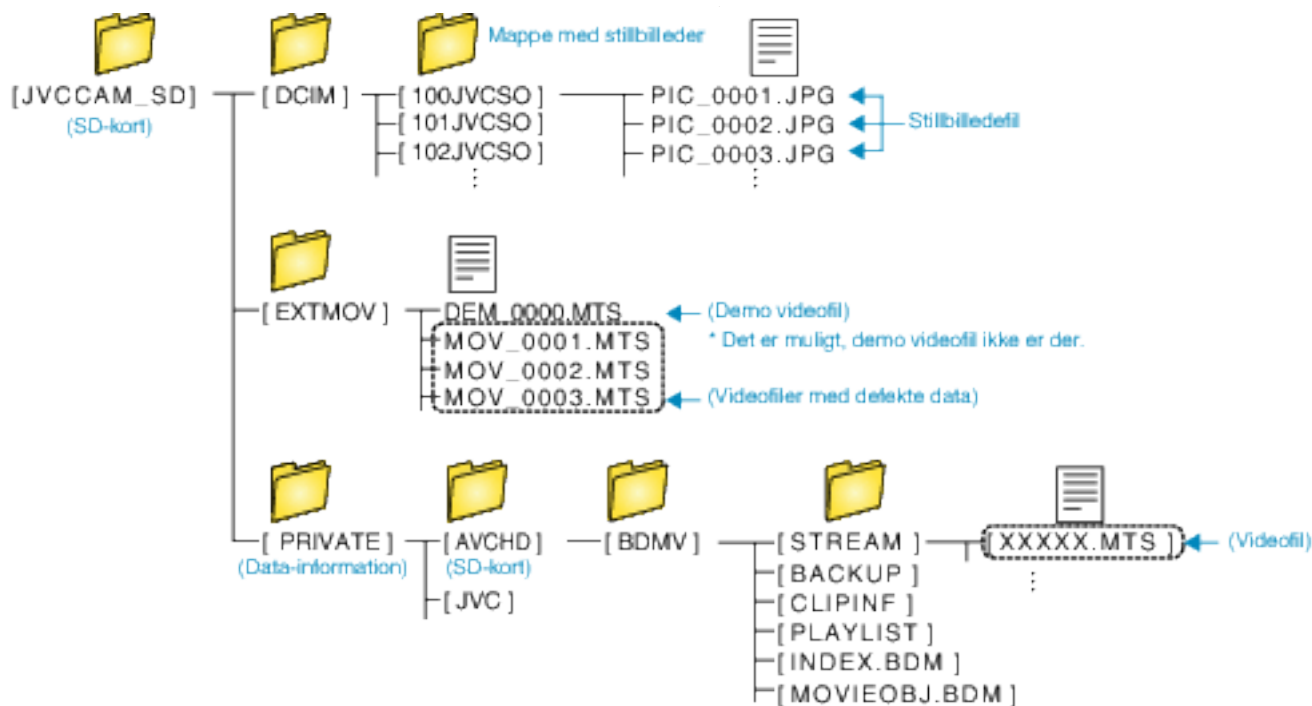 Mappe med stillbilleder
[JVCCAM_SD]
(SD-kort)
[DCIM]
[100JVCSO]
[101JVCSO]
[102JVCSO]
PIC_0001.JPG
PIC_0002.JPG
PIC_0003.JPG
Stillbilledefil
[EXTMOV]
DEM_0000.MTS
(Demo videofil)
MOV_0001.MTS
* Det er muligt, demo videofil ikke er der.
MOV_0002.MTS
MOV_0003.MTS
(Videofiler med defekte data)
[PRIVATE]
(Data-information)
[AVCHD]
(SD-kort)
[JVC]
[BDMV]
[STREAM]
[BACKUP]
[CLIPINF]
[PLAYLIST]
[INDEX.BDM]
[MOVIEOBJ.BDM]
[XXXXX.MTS]
(Videofil)